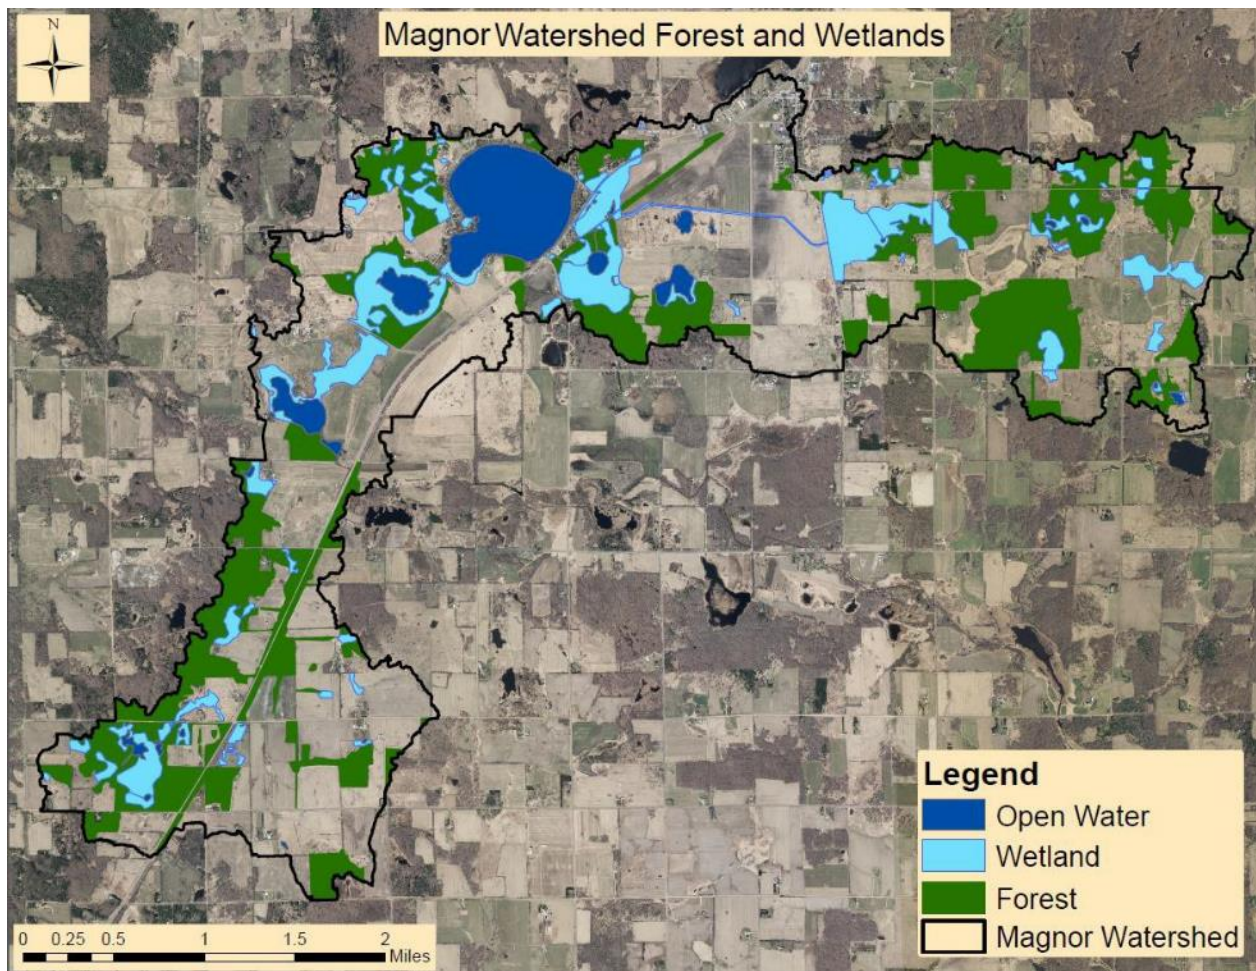 Magnor Watershed Forest and Wetlands
N
Legend
Open Water
Wetland
Forest
Magnor Watershed
0 0.25 0.5 1 1.5 2
Miles